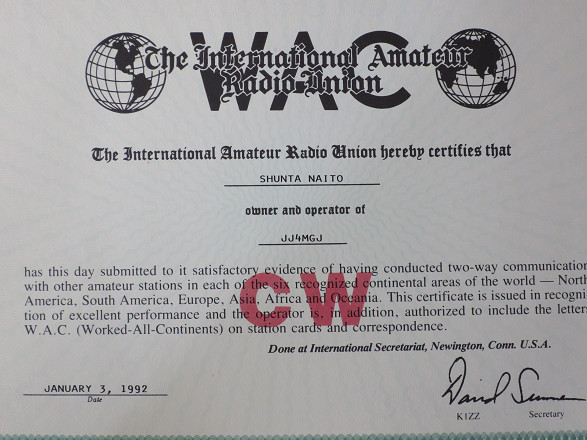 WAC
The International Amateur
Radio Union
The International Amateur Radio Union hereby certifies that
SHUNTA NAITO
owner and operator of
JJ4MGJ
has this day submitted to it satisfactory evidence of having conducted two-way communication
with other amateur stations in each of the six recognized continental areas of the world — North
America, South America, Europe, Asia, Africa and Oceania. This certificate is issued in recogni
tion of excellent performance and the operator is, in addition, authorized to include the letters
W.A.C. (Worked-All-Continents) on station cards and correspondence.
CW
Done at International Secretariat, Newington, Conn. U.S.A.
JANUARY 3, 1992
Date
David
K1ZZ Secretary